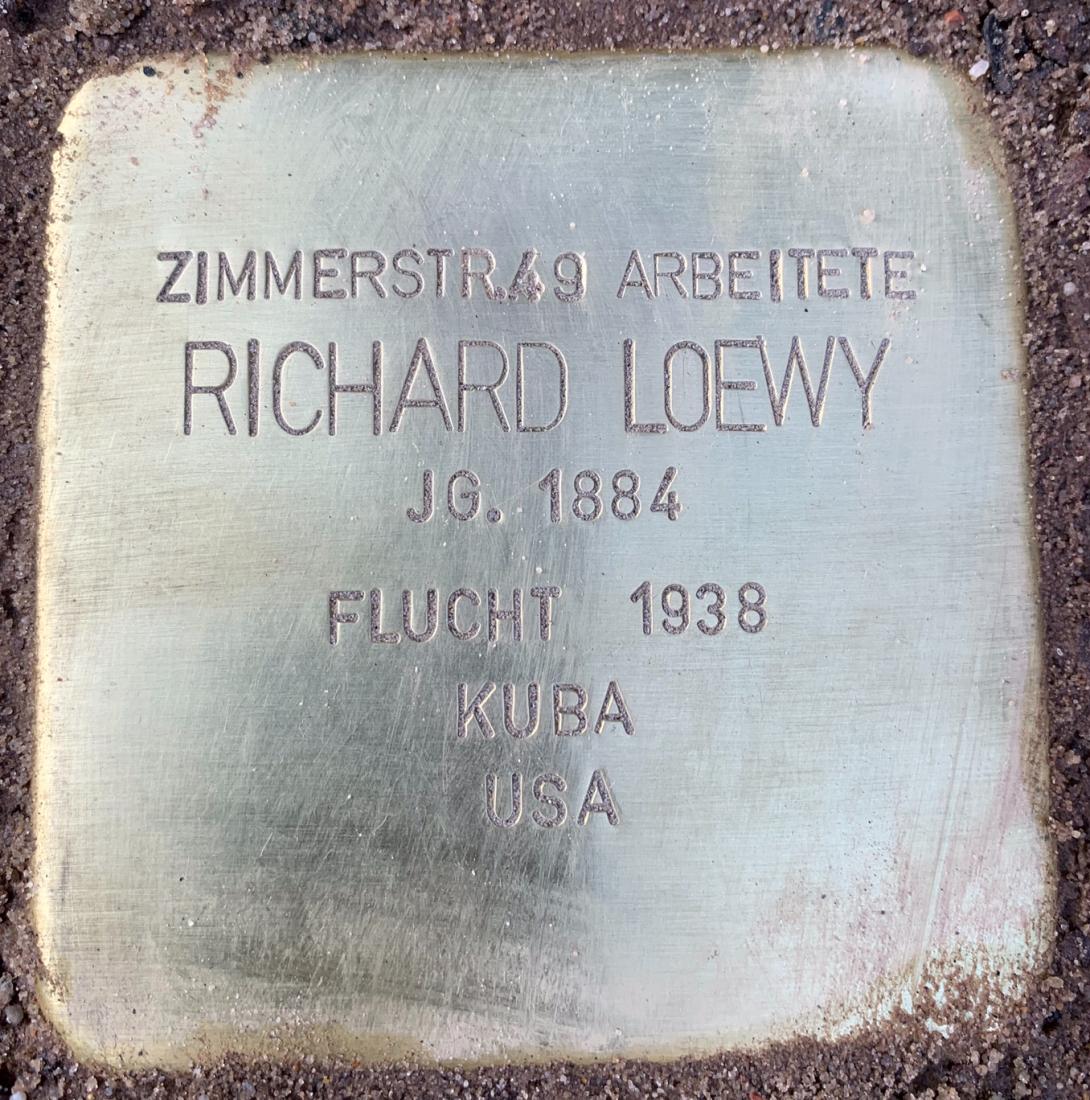 ZIMMERSTR.49 ARBEITETE
RICHARD LOEWY
JG. 1884
FLUCHT 1938
KUBA
USA